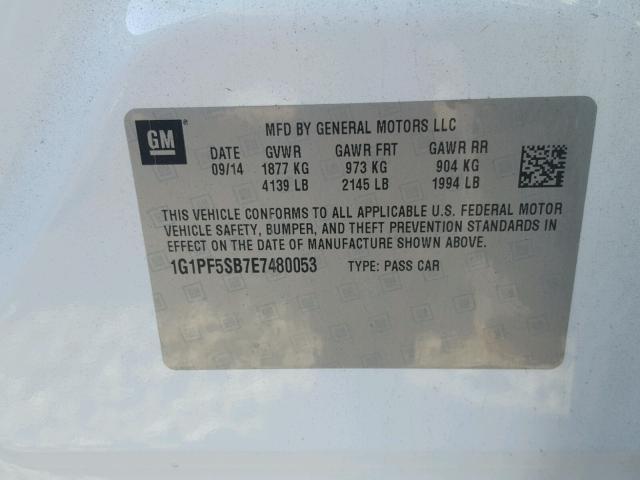 GM ®
MFD BY GENERAL MOTORS LLC
DATE GVWR GAWR FRT GAWR RR
09/14 1877 KG 973 KG 904 KG
4139 LB 2145 LB 1994 LB
THIS VEHICLE CONFORMS TO ALL APPLICABLE U.S. FEDERAL MOTOR
VEHICLE SAFETY, BUMPER, AND THEFT PREVENTION STANDARDS IN
EFFECT ON THE DATE OF MANUFACTURE SHOWN ABOVE.
1G1PF5SB7E7480053 TYPE: PASS CAR